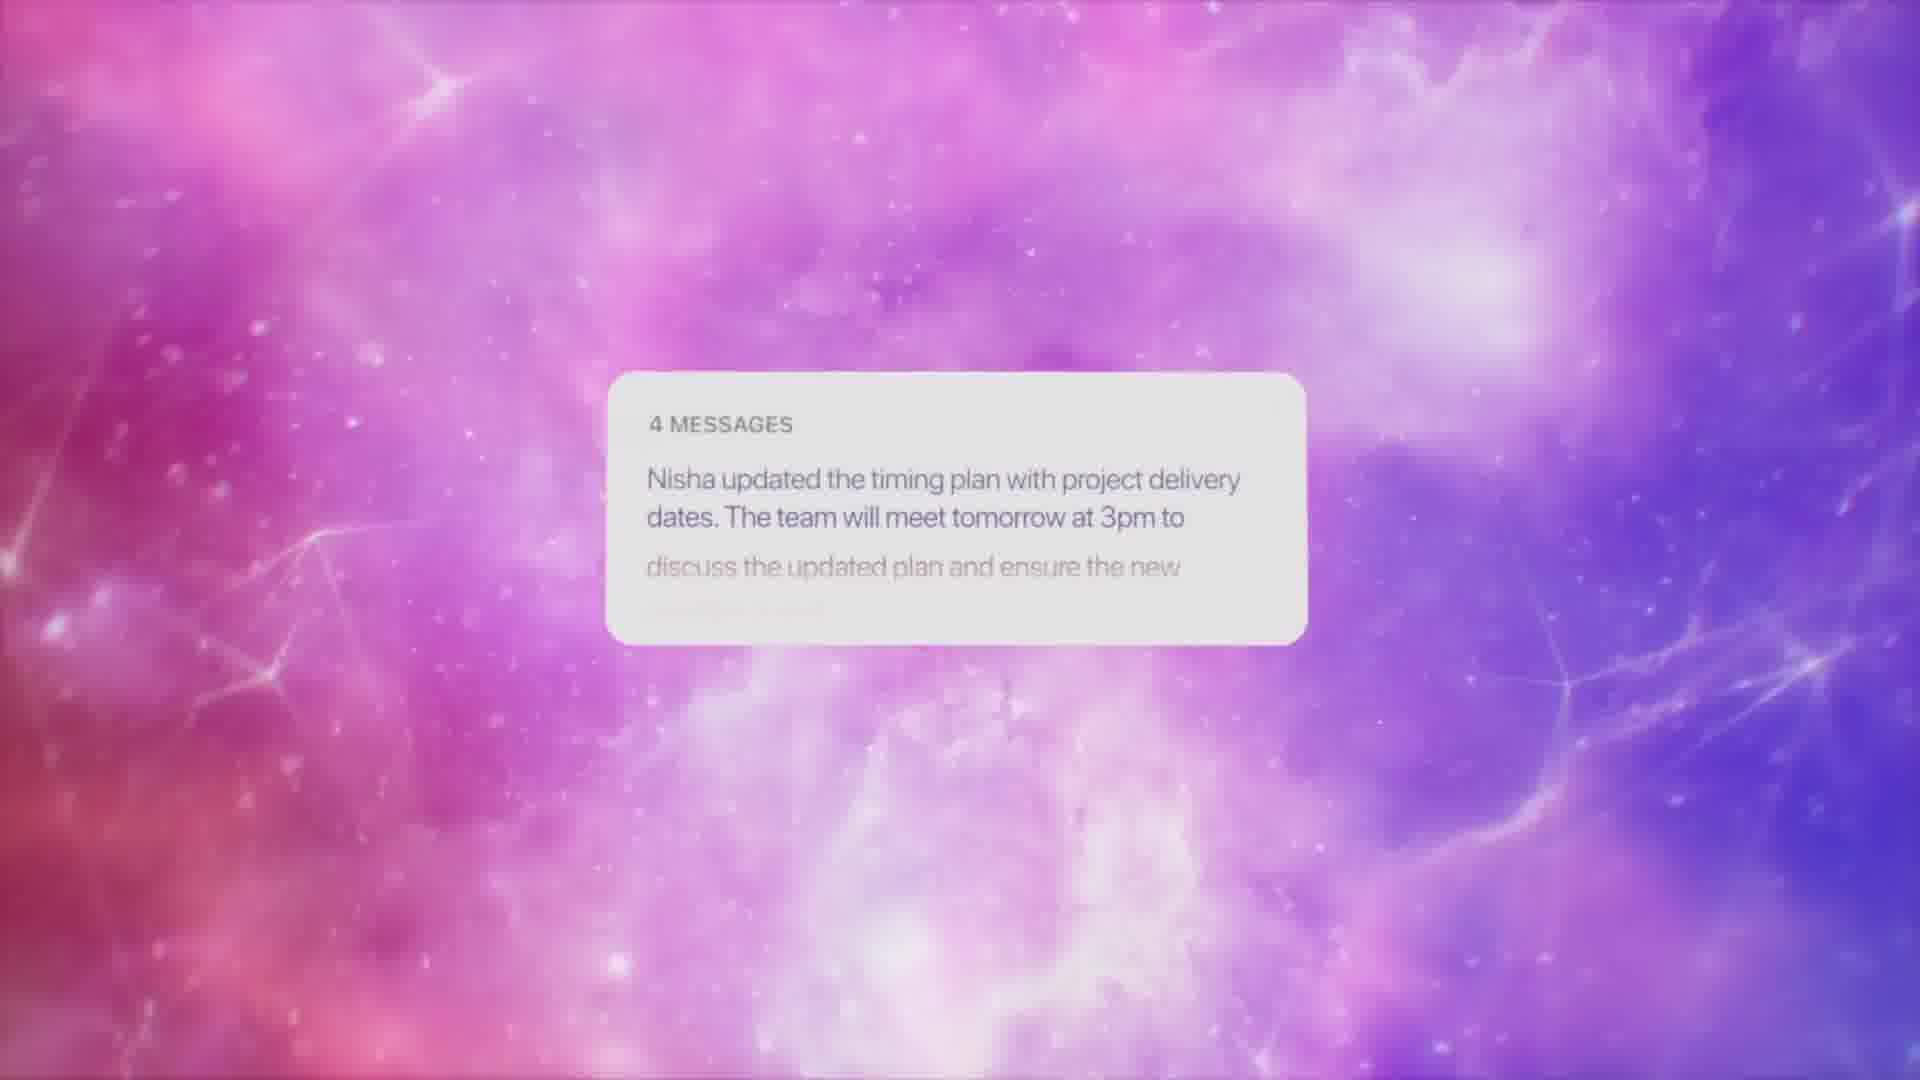 4 MESSAGES
Nisha updated the timing plan with project delivery
dates. The team will meet tomorrow at 3pm to
discuss the updated plan and ensure the new